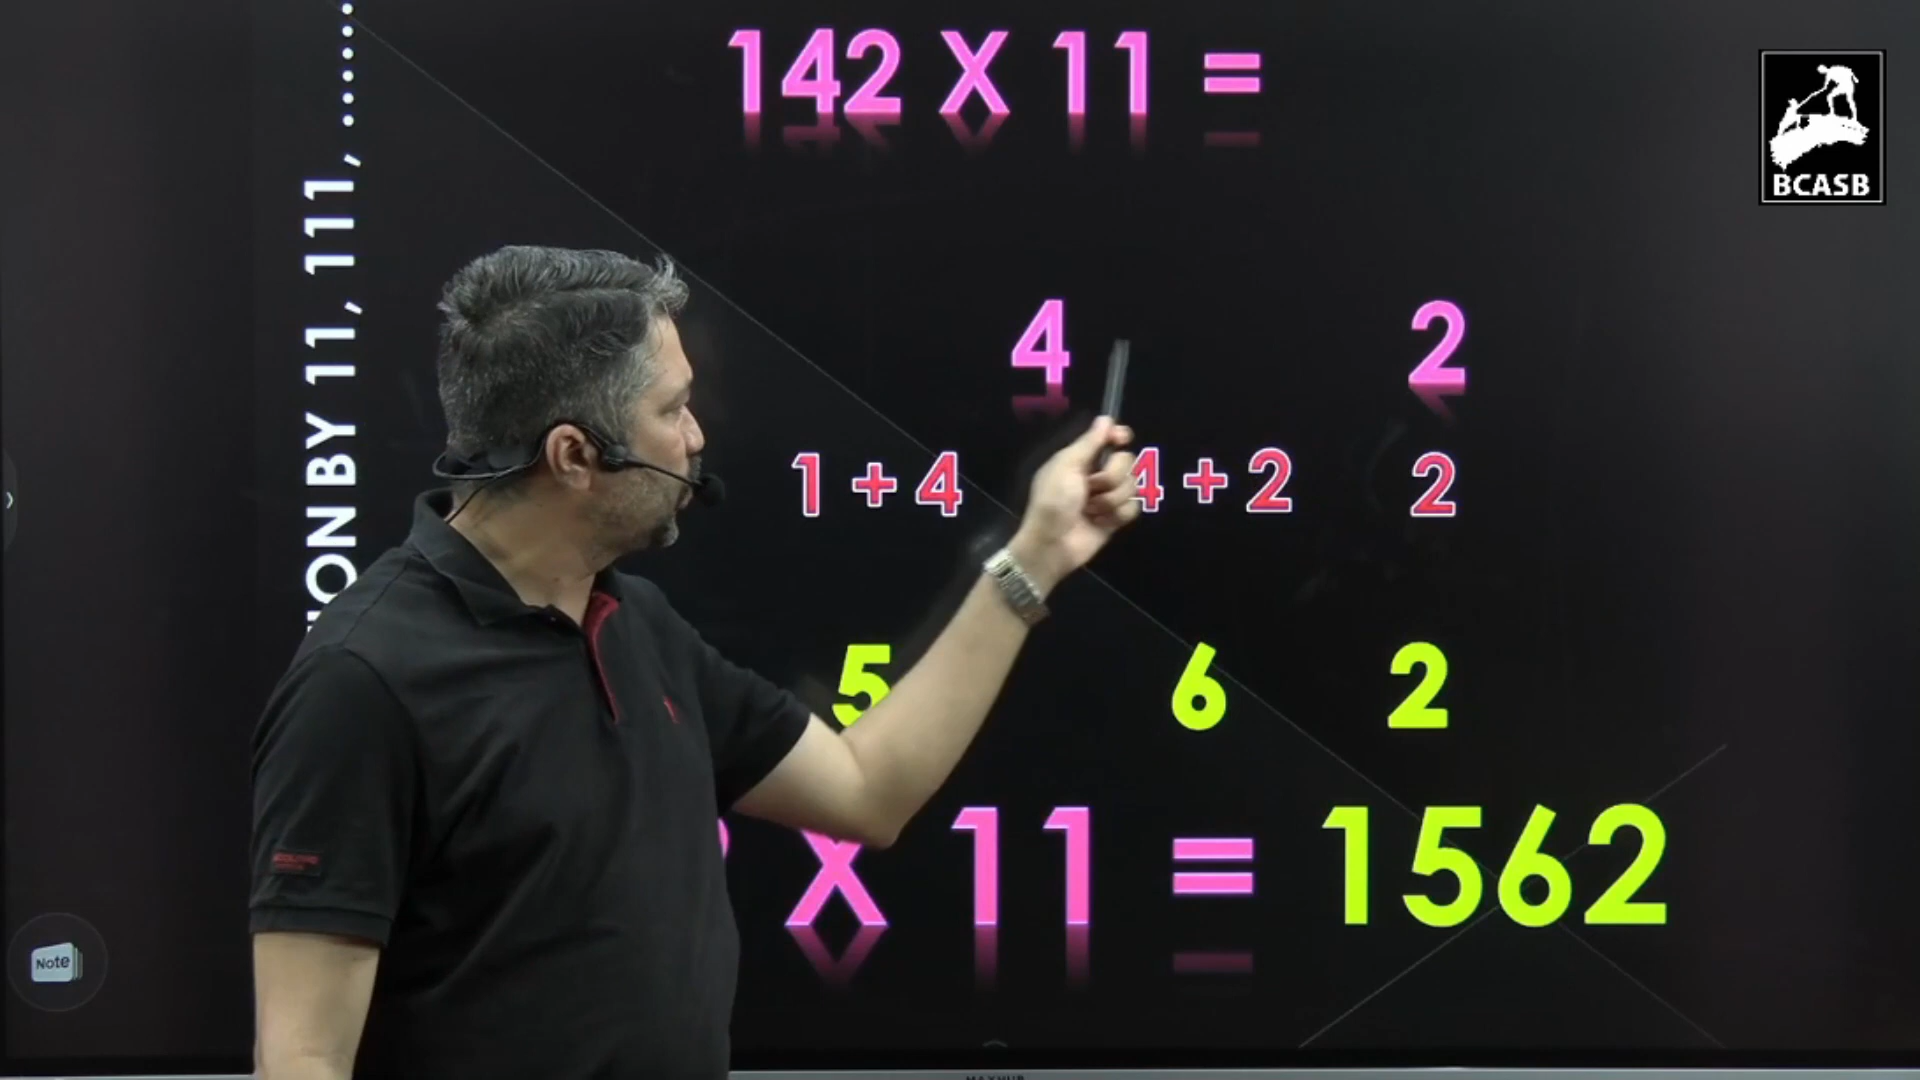 142 X 11 =
BCASB
BY 11, 111, ......
4 2
1+4 4+2 2
5 6 2
X 11 = 1562
Note